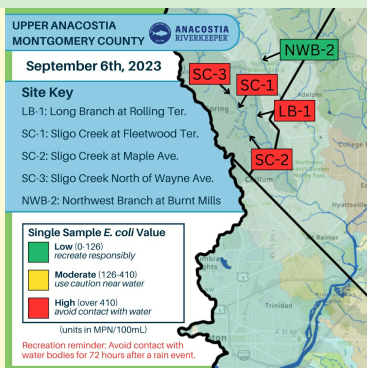 UPPER ANACOSTIA
MONTGOMERY COUNTY
ANACOSTIA
RIVERKEEPER®
September 6th, 2023
Site Key
LB-1: Long Branch at Rolling Ter.
SC-1: Sligo Creek at Fleetwood Ter.
SC-2: Sligo Creek at Maple Ave.
SC-3: Sligo Creek North of Wayne Ave.
NWB-2: Northwest Branch at Burnt Mills
NWB-2
SC-3
SC-1
LB-1
SC-2
Adelphi
College
Hyattsville
Rainier
Trinidad
Single Sample E. coli Value
Low (0-126)
recreate responsibly
Moderate (126-410)
use caution near water
High (over 410)
avoid contact with water
(units in MPN/100mL)
Recreation reminder: Avoid contact with
water bodies for 72 hours after a rain event.